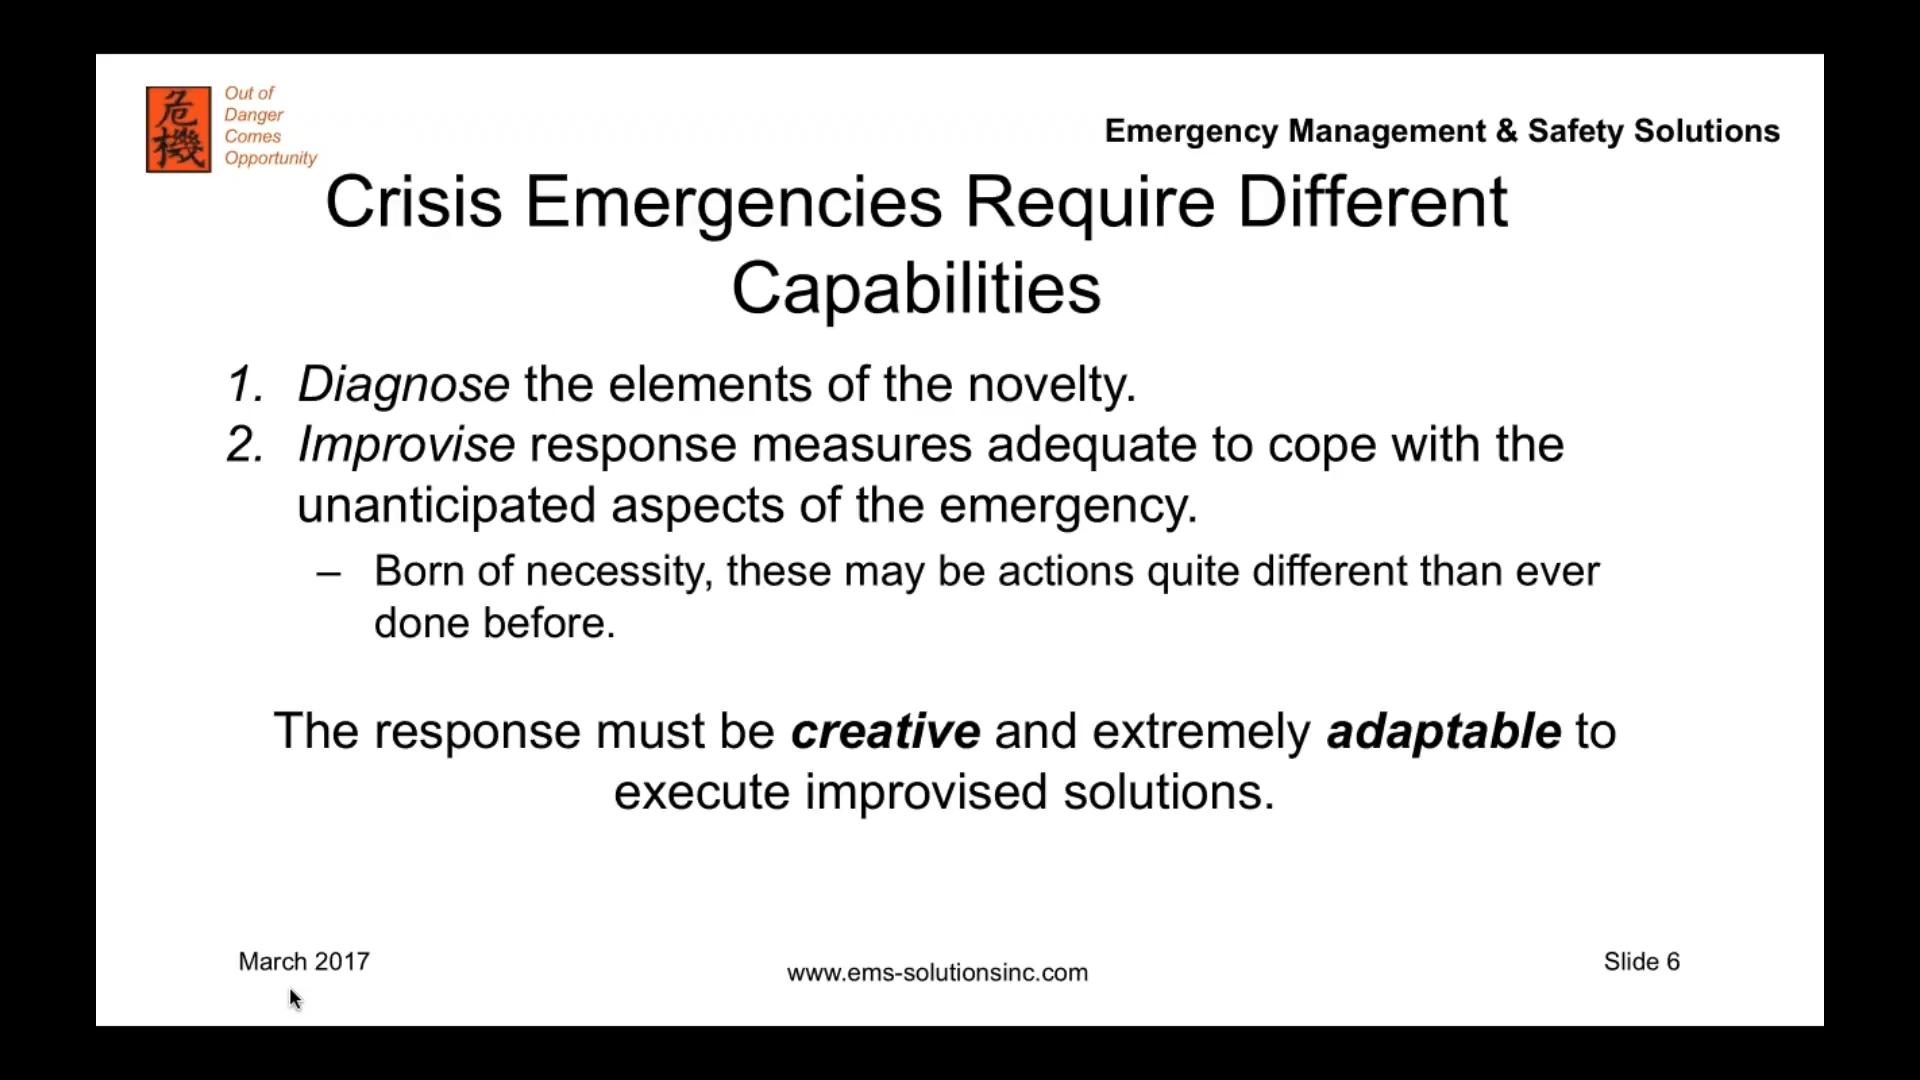 危
機
Out of
Danger
Comes
Opportunity
Emergency Management & Safety Solutions
Crisis Emergencies Require Different
Capabilities
1. Diagnose the elements of the novelty.
2. Improvise response measures adequate to cope with the
unanticipated aspects of the emergency.
– Born of necessity, these may be actions quite different than ever
done before.
The response must be creative and extremely adaptable to
execute improvised solutions.
March 2017
www.ems-solutionsinc.com
Slide 6